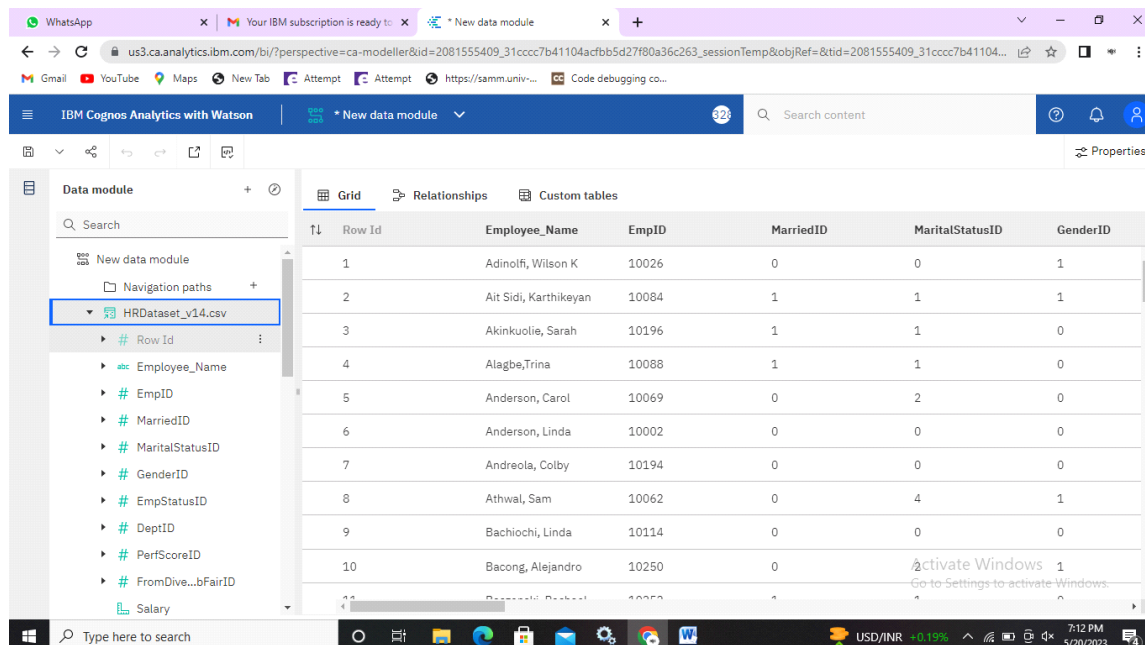 WhatsApp
Your IBM subscription is ready to
* New data module
us3.ca.analytics.ibm.com/bi/?perspective=ca-modeller&id=2081555409_31cccc7b41104acfbb5d27f80a36c263_sessionTemp&objRef=&tid=2081555409_31cccc7b41104...
Gmail YouTube Maps New Tab Attempt Attempt https://samm.univ-... Code debugging co...
IBM Cognos Analytics with Watson
* New data module
Search content
Properties
Data module
Grid Relationships Custom tables
Search
New data module
Navigation paths
HRDataset_v14.csv
# Row Id
abc Employee_Name
# EmpID
# MarriedID
# MaritalStatusID
# GenderID
# EmpStatusID
# DeptID
# PerfScoreID
# FromDive...bFairID
Salary
Row Id Employee_Name EmpID MarriedID MaritalStatusID GenderID
1 Adinolfi, Wilson K 10026 0 0 1
2 Ait Sidi, Karthikeyan 10084 1 1 1
3 Akinkuolie, Sarah 10196 1 1 0
4 Alagbe,Trina 10088 1 1 0
5 Anderson, Carol 10069 0 2 0
6 Anderson, Linda 10002 0 0 0
7 Andreola, Colby 10194 0 0 0
8 Athwal, Sam 10062 0 4 1
9 Bachiochi, Linda 10114 0 0 0
10 Bacong, Alejandro 10250 0 2 1
Activate Windows
Go to Settings to activate Windows.
Type here to search
USD/INR +0.19%
7:12 PM
5/20/2023